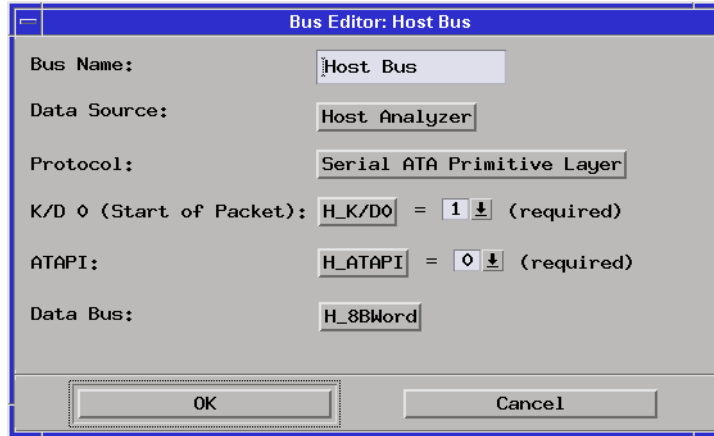 Bus Editor: Host Bus
Bus Name: Host Bus
Data Source: Host Analyzer
Protocol: Serial ATA Primitive Layer
K/D 0 (Start of Packet): H_K/D0 = 1 (required)
ATAPI: H_ATAPI = 0 (required)
Data Bus: H_8BWord
OK Cancel